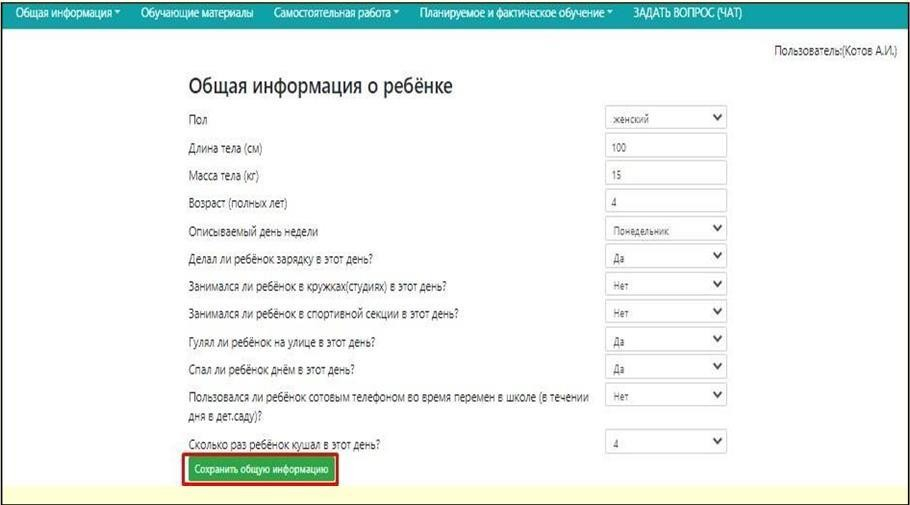 Общая информация Обучающие материалы Самостоятельная работа Планируемое и фактическое обучение ЗАДАТЬ ВОПРОС (ЧАТ)
Пользователь:(Котов А.И.)
Общая информация о ребёнке
Пол женский
Длина тела (см) 100
Масса тела (кг) 15
Возраст (полных лет) 4
Описываемый день недели Понедельник
Делал ли ребёнок зарядку в этот день? Да
Занимался ли ребёнок в кружках(студиях) в этот день? Нет
Занимался ли ребёнок в спортивной секции в этот день? Нет
Гулял ли ребёнок на улице в этот день? Да
Спал ли ребёнок днём в этот день? Да
Пользовался ли ребёнок сотовым телефоном во время перемен в школе (в течении Нет
дня в дет.саду)?
Сколько раз ребёнок кушал в этот день? 4
Сохранить общую информацию